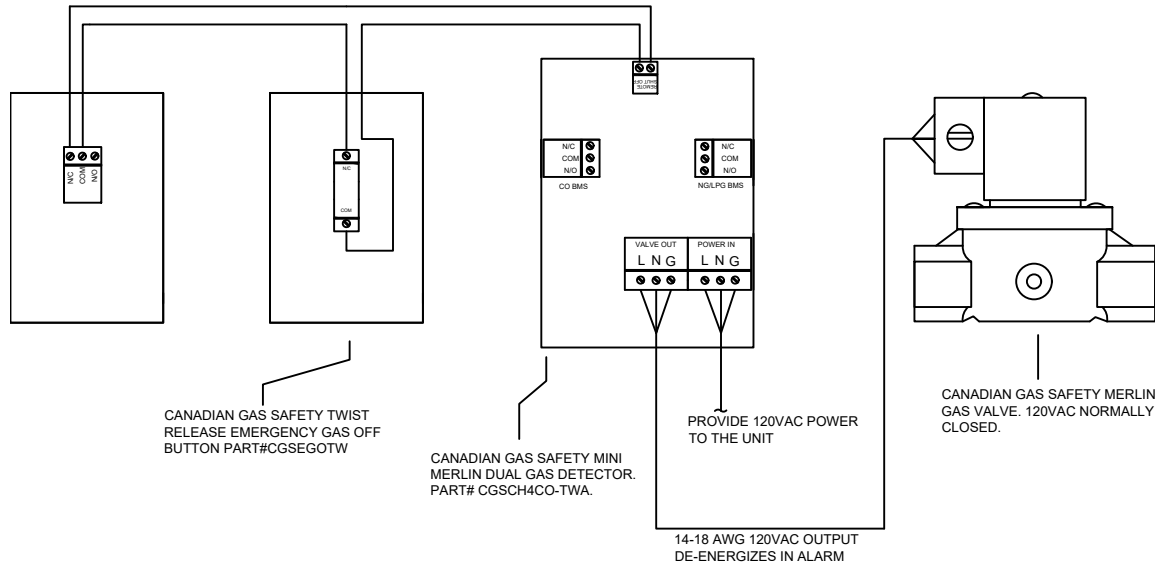 REMOTE
SHUT OFF
N/C
COM
N/O
N/C
COM
N/C
COM
N/O
CO BMS
N/C
COM
N/O
NG/LPG BMS
VALVE OUT
L N G
POWER IN
L N G
CANADIAN GAS SAFETY TWIST
RELEASE EMERGENCY GAS OFF
BUTTON PART#CGSEGOTW
CANADIAN GAS SAFETY MINI
MERLIN DUAL GAS DETECTOR.
PART# CGSCH4CO-TWA.
PROVIDE 120VAC POWER
TO THE UNIT
CANADIAN GAS SAFETY MERLIN
GAS VALVE. 120VAC NORMALLY
CLOSED.
14-18 AWG 120VAC OUTPUT
DE-ENERGIZES IN ALARM